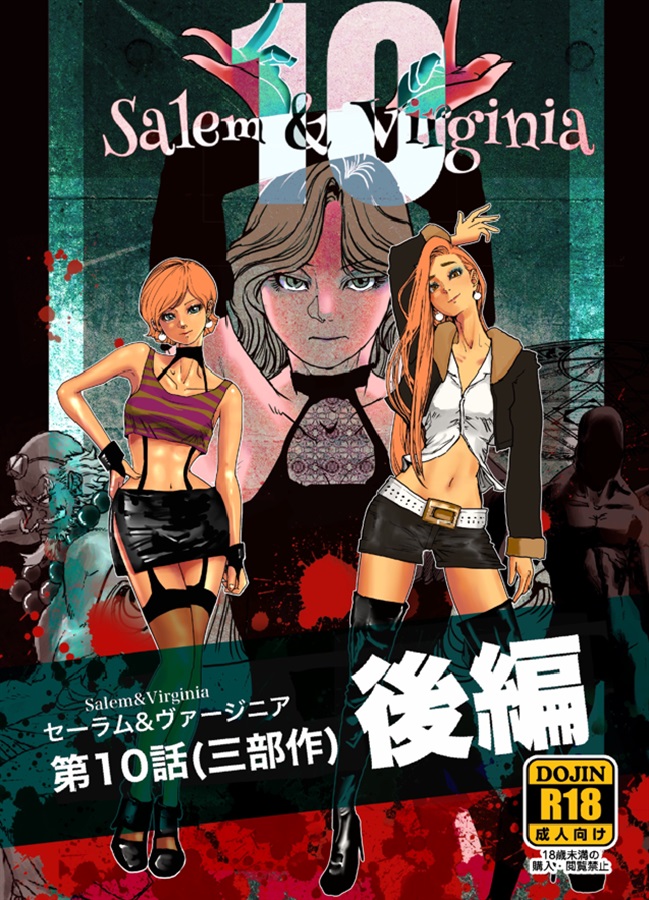 10
Salem & Virginia
Salem&Virginia
セーラム&ヴァージニア
第10話(三部作)
後編
DOJIN
R18
成人向け
18歳未満の
購入・閲覧禁止